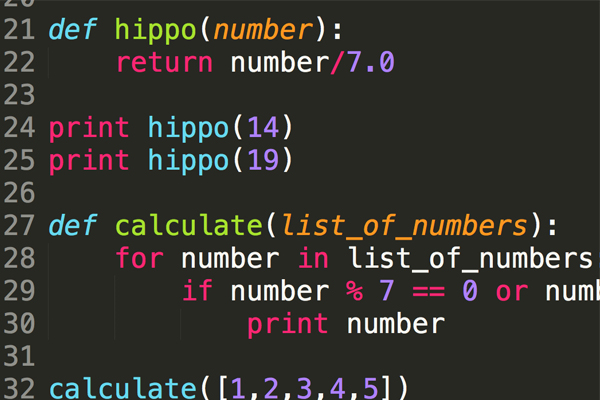 21 def hippo(number):
22 return number/7.0
23
24 print hippo(14)
25 print hippo(19)
26
27 def calculate(list_of_numbers):
28 for number in list_of_numbers
29 if number % 7 == 0 or
30 print number
31
32 calculate([1,2,3,4,5])